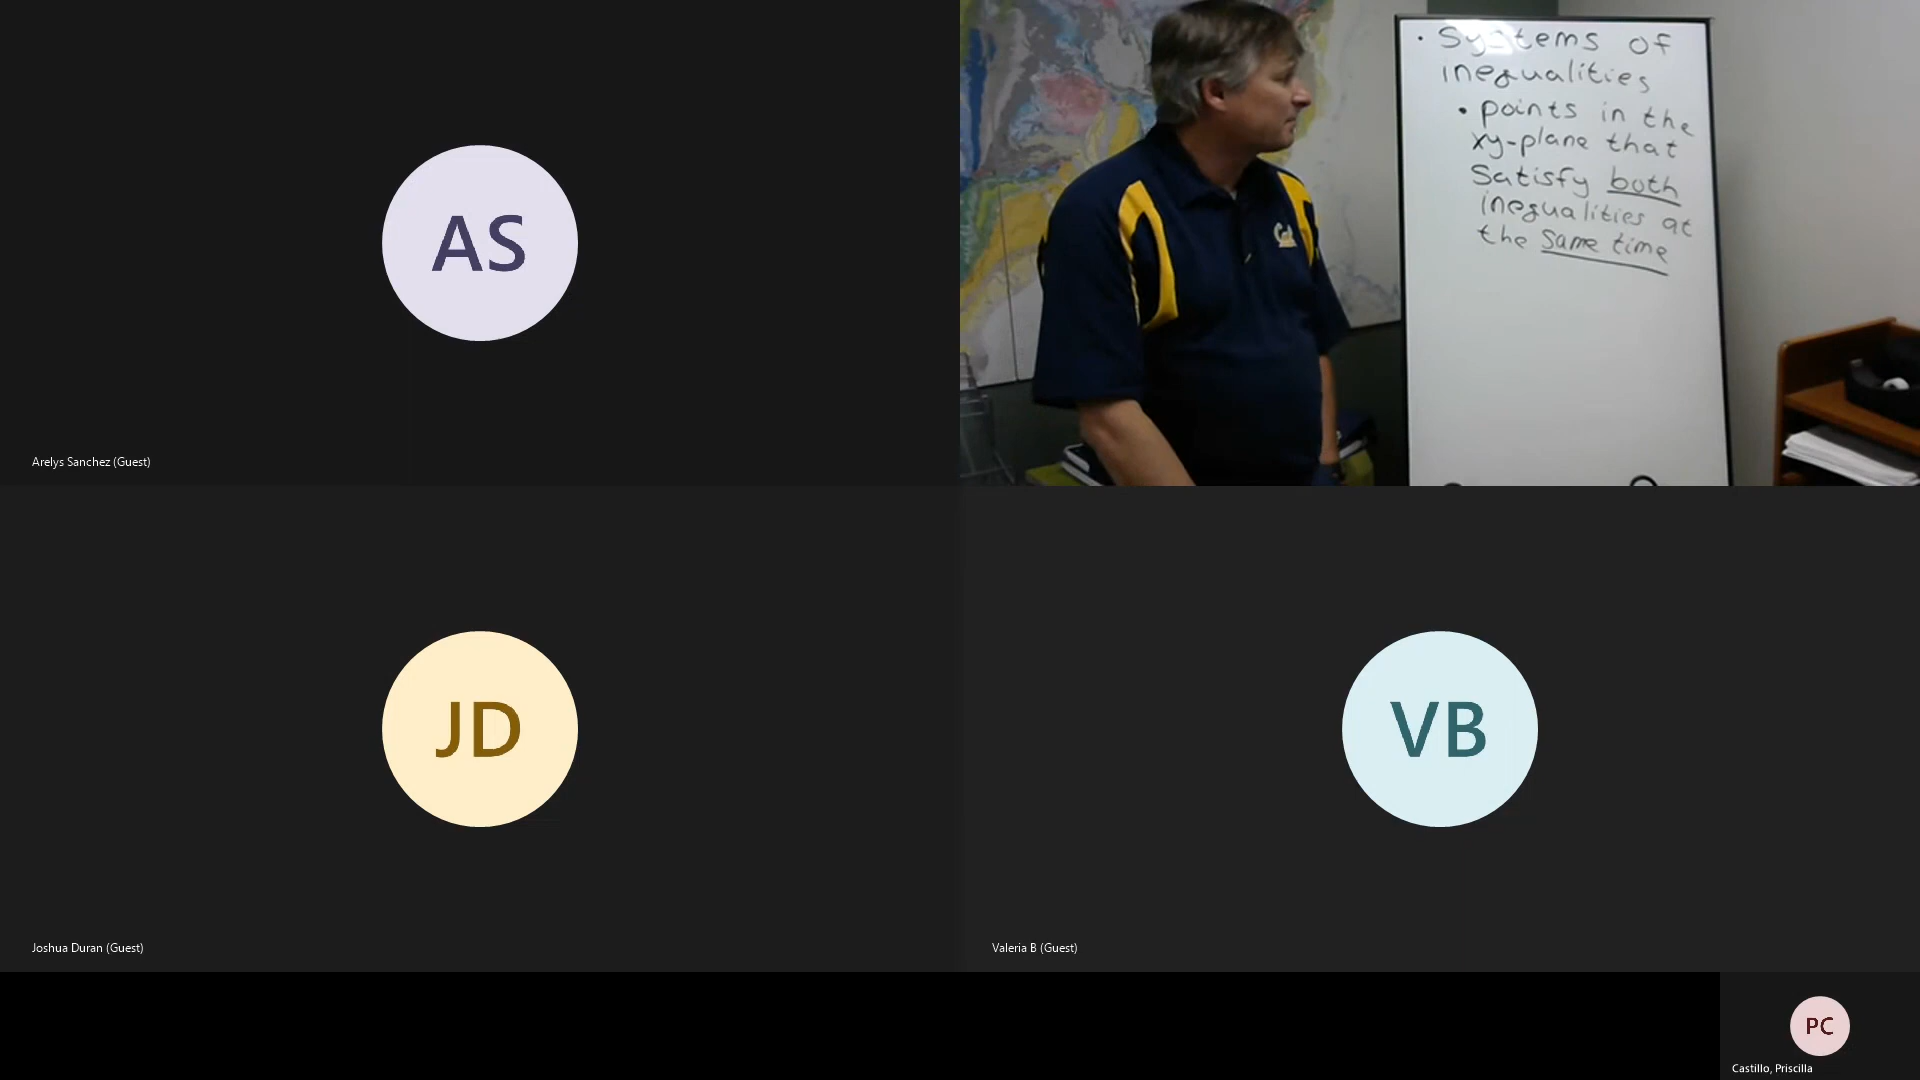 AS
Arelys Sanchez (Guest)
• Systems of
inequalities
• points in the
xy-plane that
Satisfy both
inequalities at
the same time
Cal
JD
Joshua Duran (Guest)
VB
Valeria B (Guest)
PC
Castillo, Priscilla